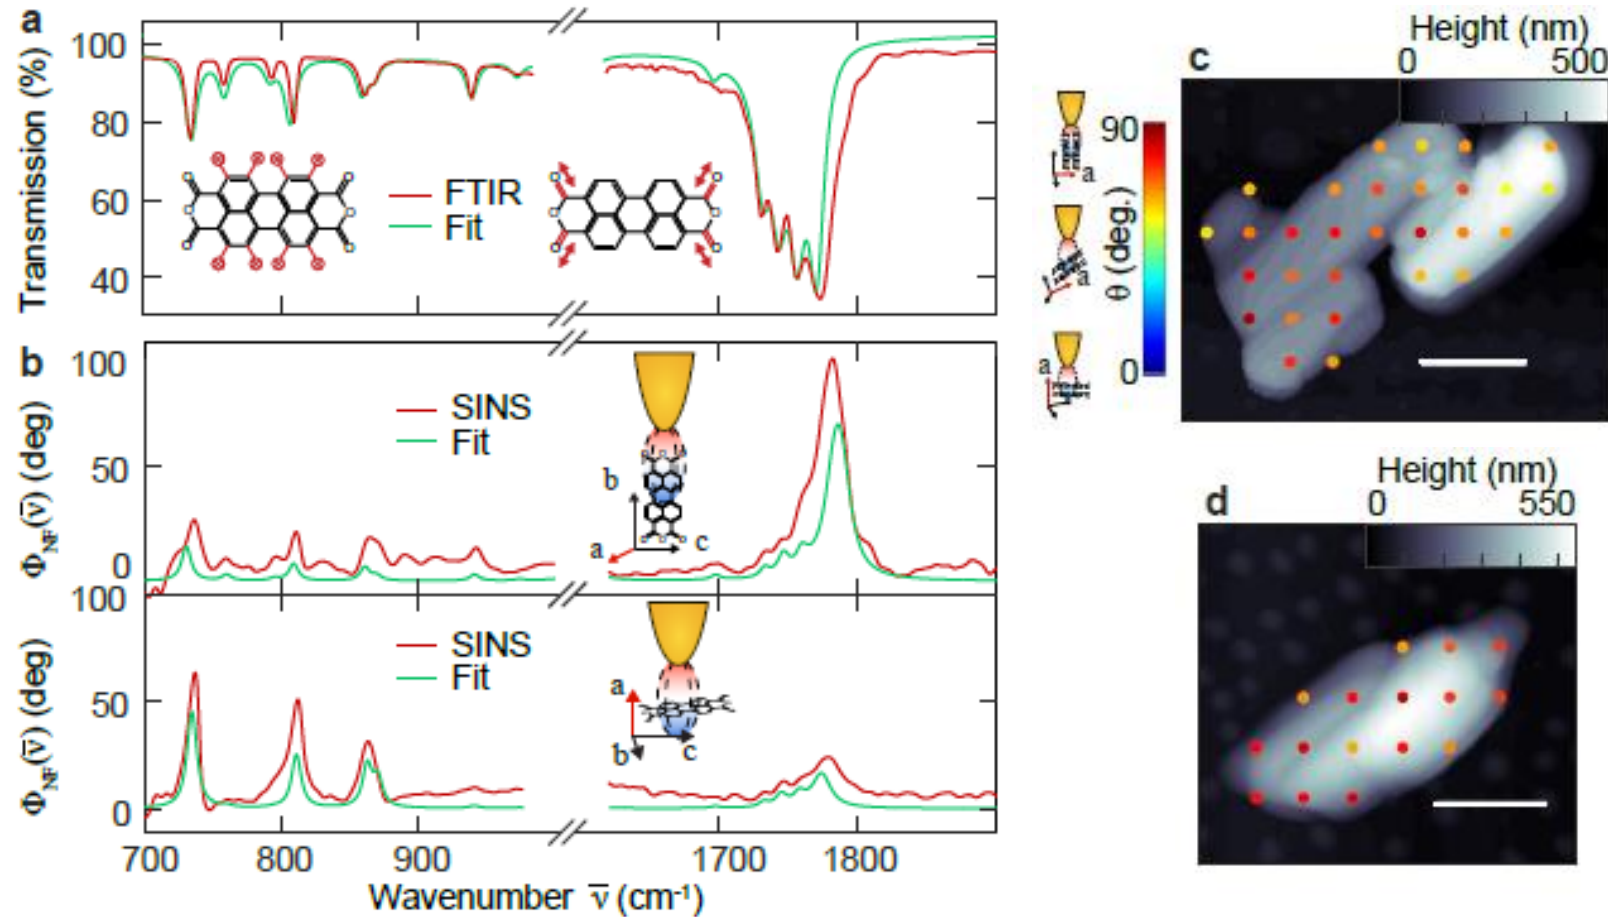 a
Transmission (%)
100
80
60
40
FTIR
Fit
b
Φ_NF(ν̅) (deg)
100
50
0
SINS
Fit
b
a
c
Φ_NF(ν̅) (deg)
100
50
0
SINS
Fit
a
b
c
700
800
900
1700
1800
Wavenumber ν̅ (cm⁻¹)
c
Height (nm)
0
500
a
a
90
θ (deg.)
0
d
Height (nm)
0
550